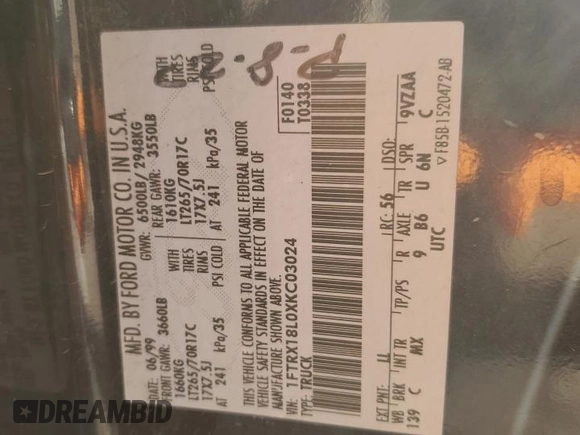 MFD. BY FORD MOTOR CO. IN U.S.A.
DATE: 06/99 GVWR: 6500LB/ 2948KG
FRONT GAWR: 3660LB REAR GAWR: 3550LB
1660KG WITH 1610KG WITH
LT265/70R17C TIRES LT265/70R17C TIRES
17X7.5J RIMS 17X7.5J RIMS
AT 241 kPa/35 PSI COLD AT 241 kPa/35 PSI COLD
THIS VEHICLE CONFORMS TO ALL APPLICABLE FEDERAL MOTOR
VEHICLE SAFETY STANDARDS IN EFFECT ON THE DATE OF
MANUFACTURE SHOWN ABOVE.
VIN: 1FTRX18L0XKC03024
TYPE: TRUCK
F0140
T0338
EXT PNT: LL RC: 56 DSO:
WB BRK INT TR TP/PS R AXLE TR SPR 9VZAA
139 C MX 9 B6 U 6N C
UTC
▽ F85B-1520472-AB
DREAMBID